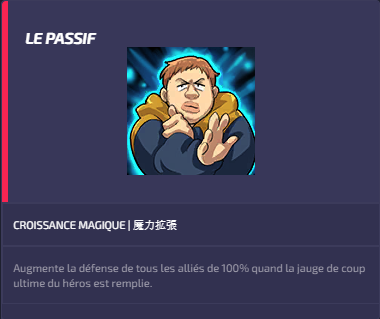 LE PASSIF
CROISSANCE MAGIQUE | 魔力拡張
Augmente la défense de tous les alliés de 100% quand la jauge de coup
ultime du héros est remplie.